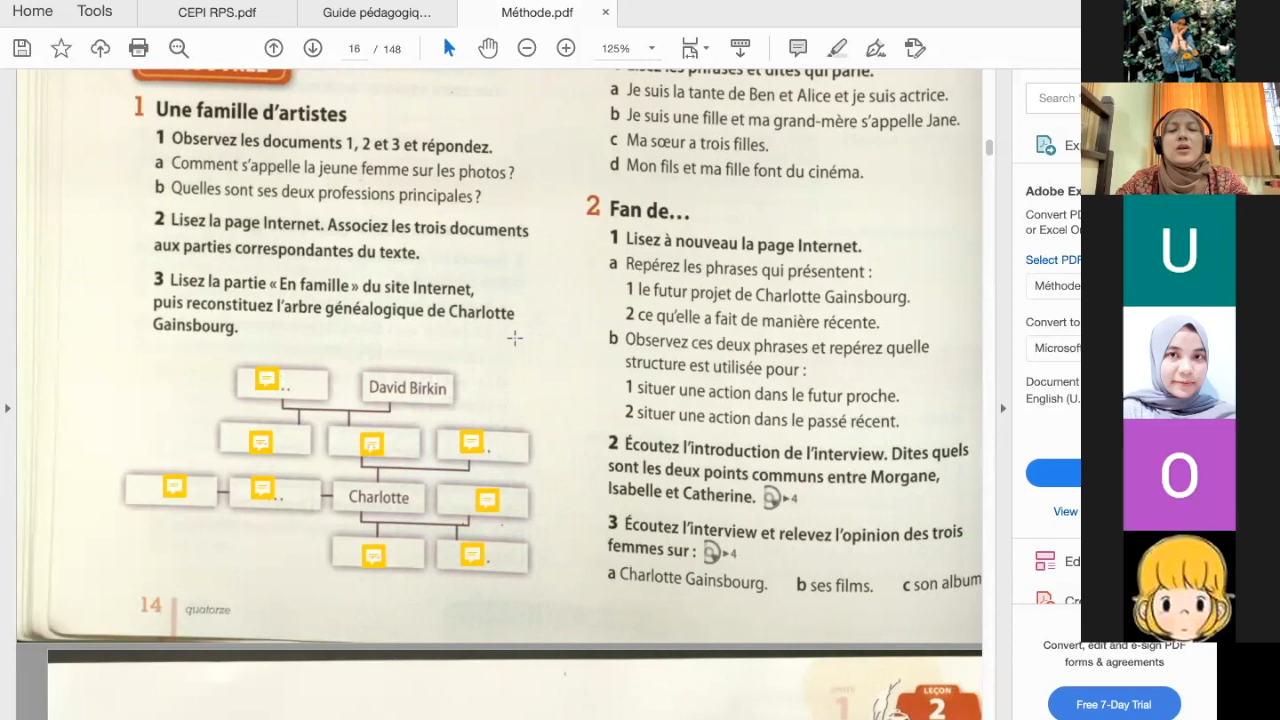 Home Tools CEPI RPS.pdf Guide pédagogiq... Méthode.pdf ×
16 / 148 125%
1 Une famille d'artistes
1 Observez les documents 1, 2 et 3 et répondez.
a Comment s'appelle la jeune femme sur les photos ?
b Quelles sont ses deux professions principales ?
2 Lisez la page Internet. Associez les trois documents
aux parties correspondantes du texte.
3 Lisez la partie « En famille » du site Internet,
puis reconstituez l'arbre généalogique de Charlotte
Gainsbourg.
David Birkin
Charlotte
14 quatorze
phrases et dites qui parle.
a Je suis la tante de Ben et Alice et je suis actrice.
b Je suis une fille et ma grand-mère s'appelle Jane.
c Ma sœur a trois filles.
d Mon fils et ma fille font du cinéma.
2 Fan de...
1 Lisez à nouveau la page Internet.
a Repérez les phrases qui présentent :
1 le futur projet de Charlotte Gainsbourg.
2 ce qu'elle a fait de manière récente.
b Observez ces deux phrases et repérez quelle
structure est utilisée pour :
1 situer une action dans le futur proche.
2 situer une action dans le passé récent.
2 Écoutez l'introduction de l'interview. Dites quels
sont les deux points communs entre Morgane,
Isabelle et Catherine. ▶4
3 Écoutez l'interview et relevez l'opinion des trois
femmes sur : ▶4
a Charlotte Gainsbourg. b ses films. c son album
LEÇON
2
1
Search
Ex
Adobe Ex
Convert PD
or Excel On
Select PDF
Méthode
Convert to
Microsof
Document
English (U.
View
Ed
Cre
Convert, edit and e-sign PDF
forms & agreements
Free 7-Day Trial
U
O